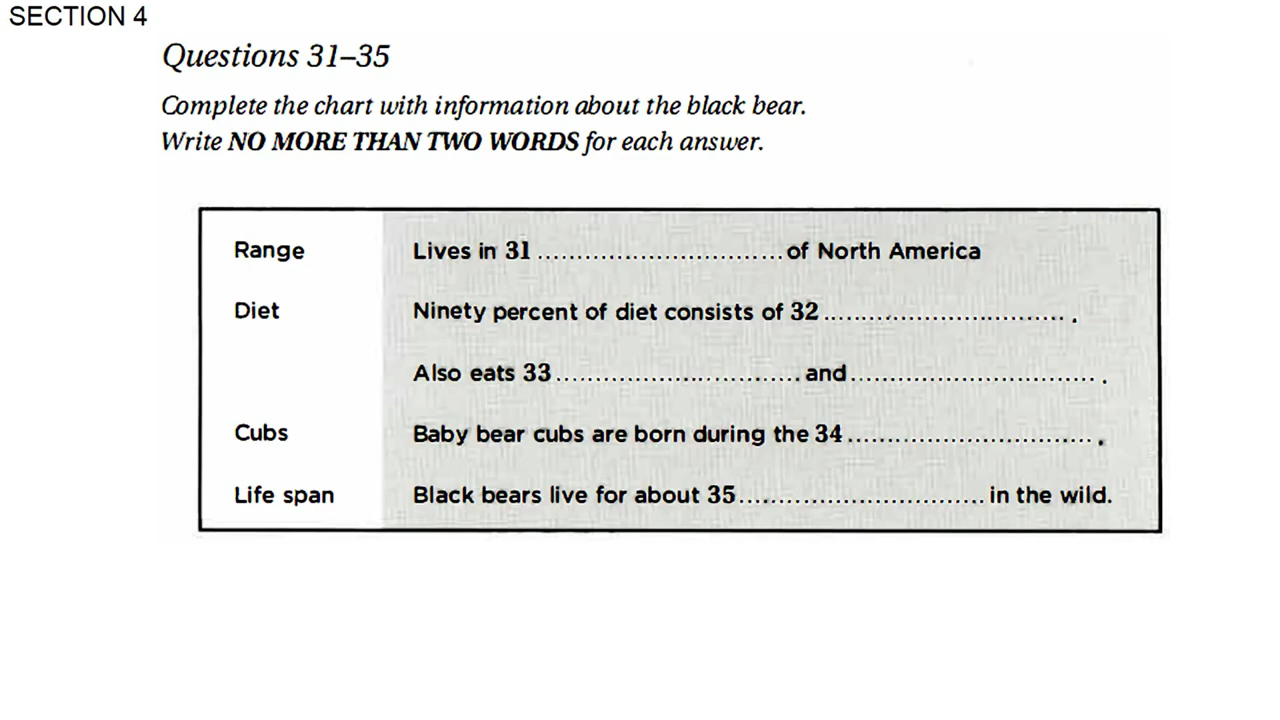 SECTION 4
Questions 31–35
Complete the chart with information about the black bear.
Write NO MORE THAN TWO WORDS for each answer.
Range Lives in 31 ............................... of North America
Diet Ninety percent of diet consists of 32 ............................... .
Also eats 33 ............................... and ............................... .
Cubs Baby bear cubs are born during the 34 ............................... .
Life span Black bears live for about 35 ............................... in the wild.